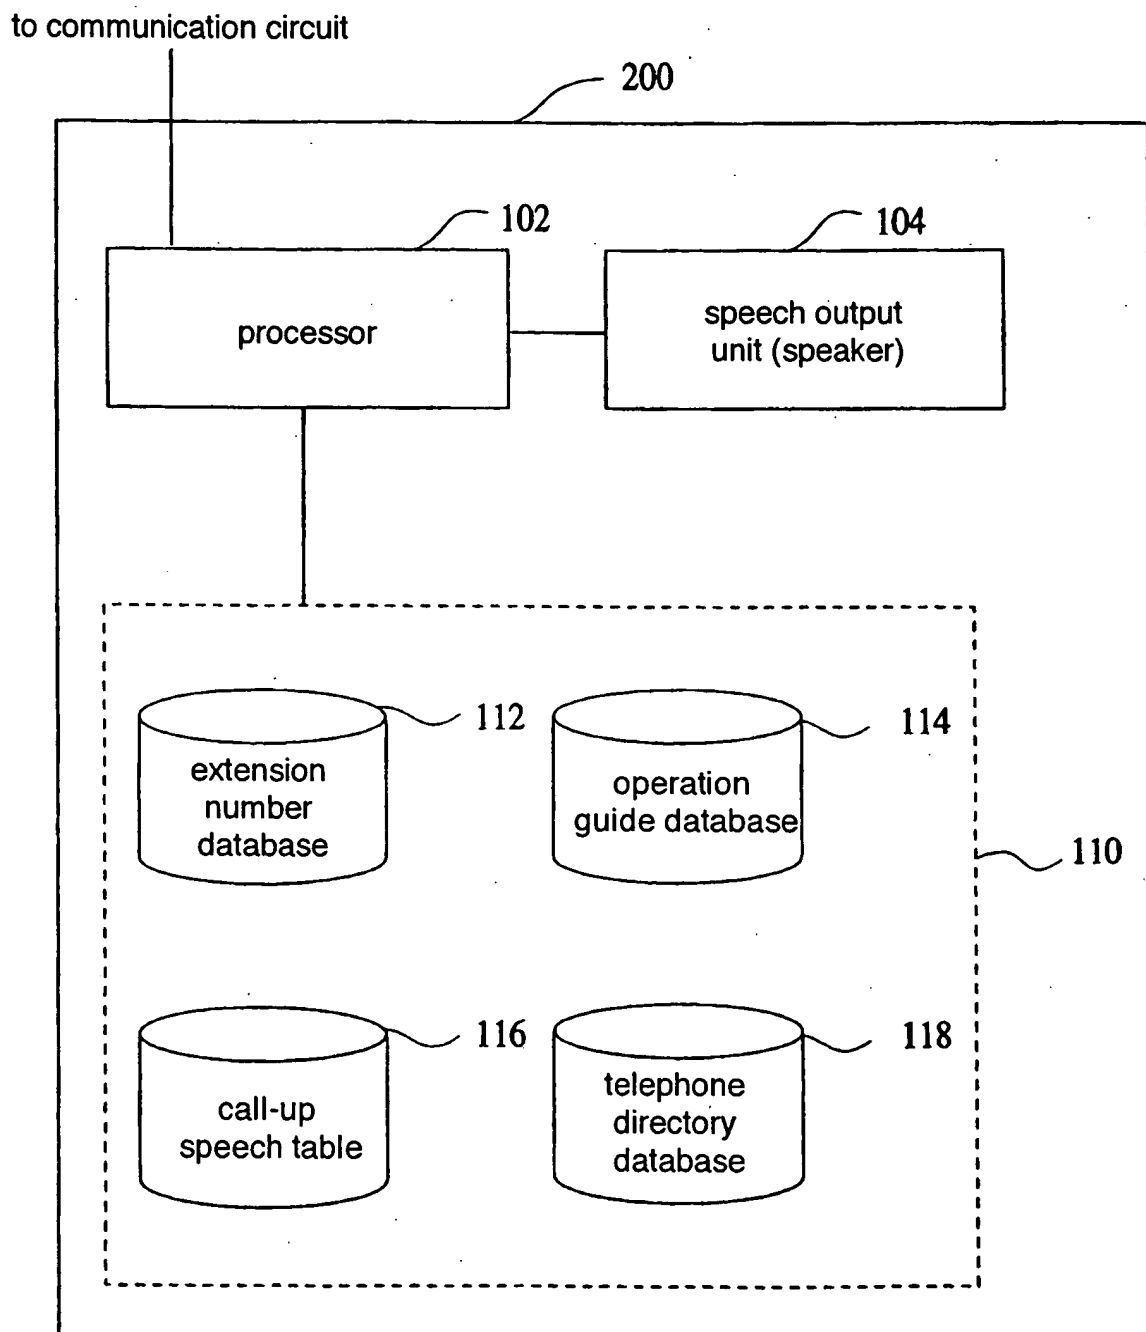 to communication circuit
200
102
104
processor
speech output
unit (speaker)
112
114
extension
number
database
operation
guide database
110
116
118
call-up
speech table
telephone
directory
database